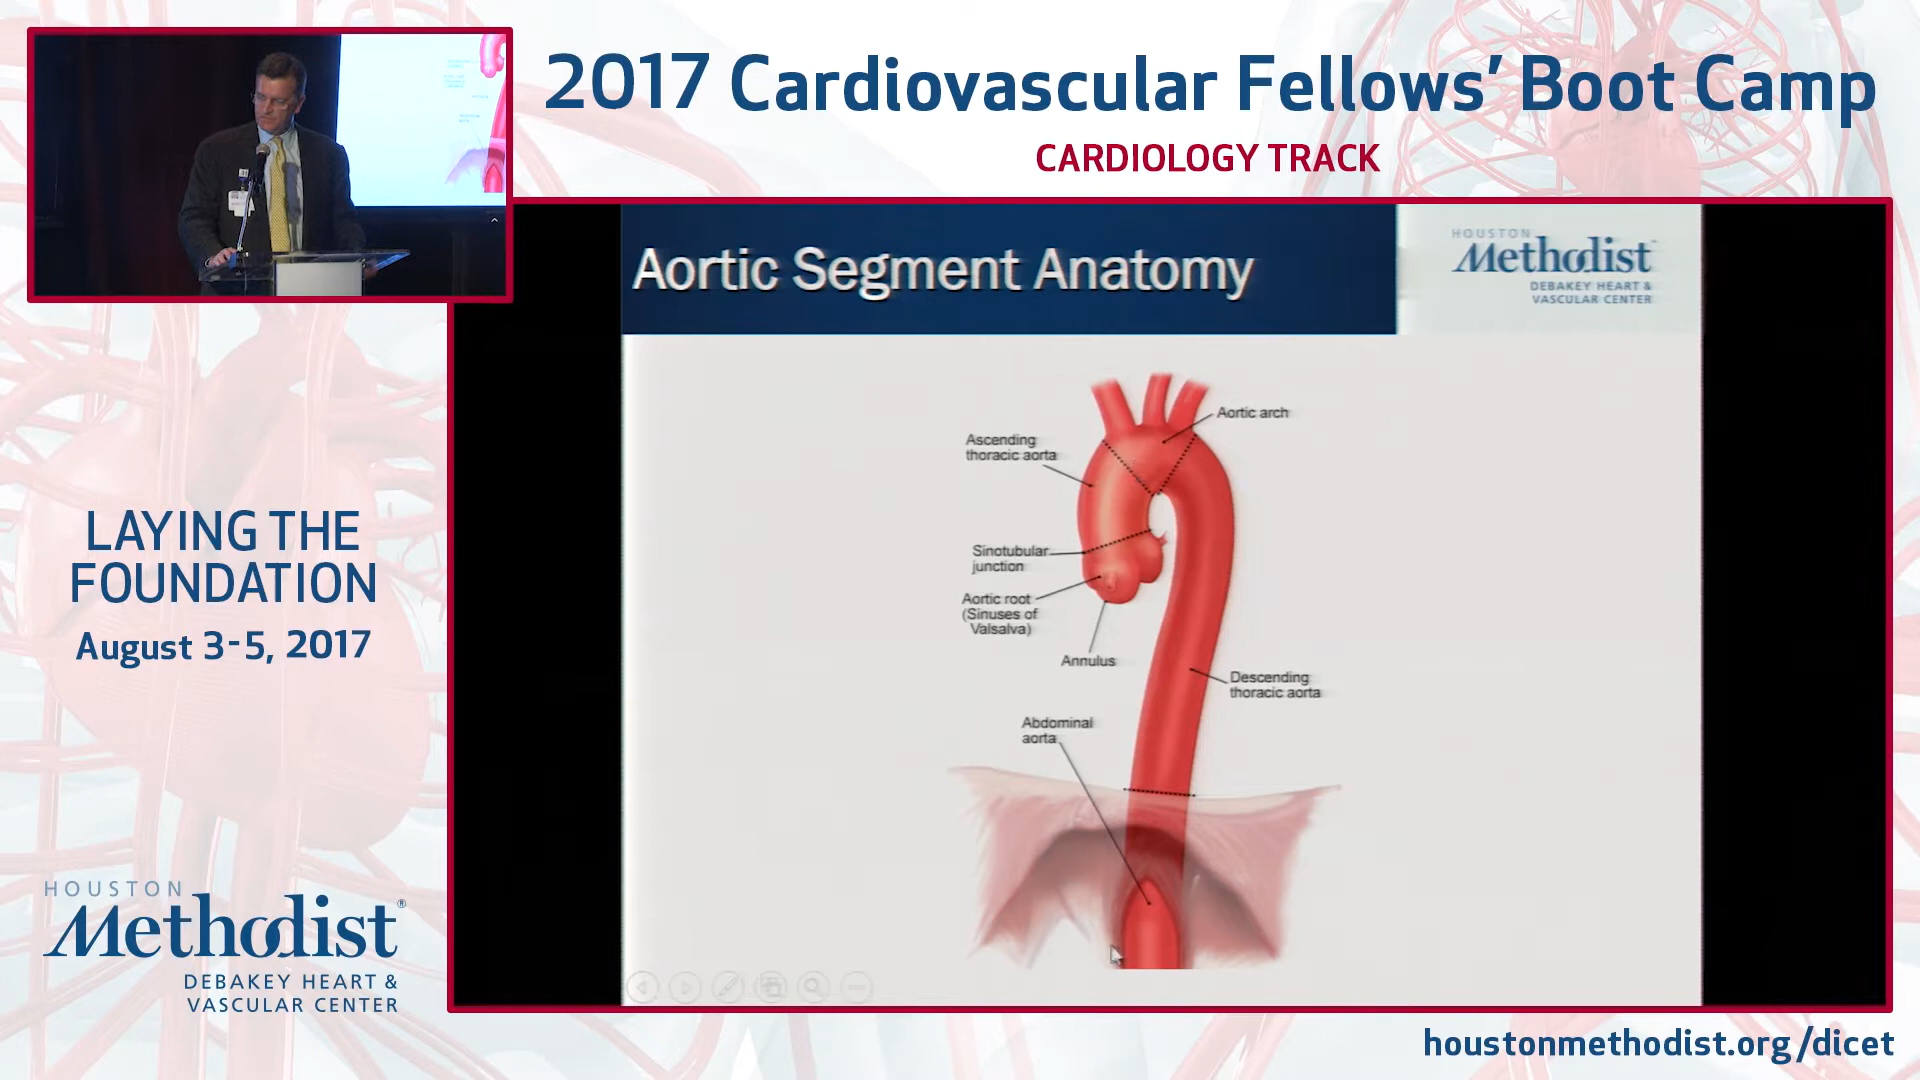 2017 Cardiovascular Fellows’ Boot Camp
CARDIOLOGY TRACK
Aortic Segment Anatomy
HOUSTON
Methodist
DEBAKEY HEART &
VASCULAR CENTER
Aortic arch
Ascending
thoracic aorta
Sinotubular
junction
Aortic root
(Sinuses of
Valsalva)
Annulus
Descending
thoracic aorta
Abdominal
aorta
LAYING THE
FOUNDATION
August 3-5, 2017
HOUSTON
Methodist®
DEBAKEY HEART &
VASCULAR CENTER
houstonmethodist.org/dicet